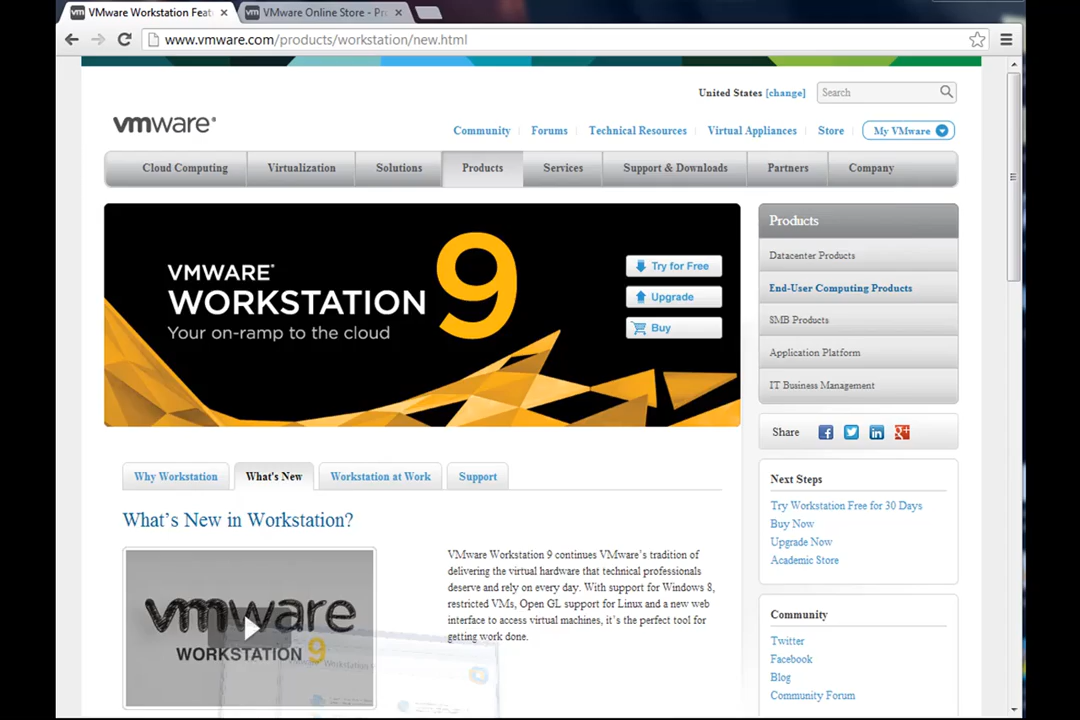 VMware Workstation Feat
VMware Online Store - Pr
www.vmware.com/products/workstation/new.html
United States [change]
Search
vmware®
Community
Forums
Technical Resources
Virtual Appliances
Store
My VMware
Cloud Computing
Virtualization
Solutions
Products
Services
Support & Downloads
Partners
Company
VMWARE®
WORKSTATION 9
Your on-ramp to the cloud
Try for Free
Upgrade
Buy
Products
Datacenter Products
End-User Computing Products
SMB Products
Application Platform
IT Business Management
Share
Why Workstation
What's New
Workstation at Work
Support
What's New in Workstation?
vmware
WORKSTATION 9
VMware Workstation 9 continues VMware's tradition of
delivering the virtual hardware that technical professionals
deserve and rely on every day. With support for Windows 8,
restricted VMs, Open GL support for Linux and a new web
interface to access virtual machines, it's the perfect tool for
getting work done.
Next Steps
Try Workstation Free for 30 Days
Buy Now
Upgrade Now
Academic Store
Community
Twitter
Facebook
Blog
Community Forum